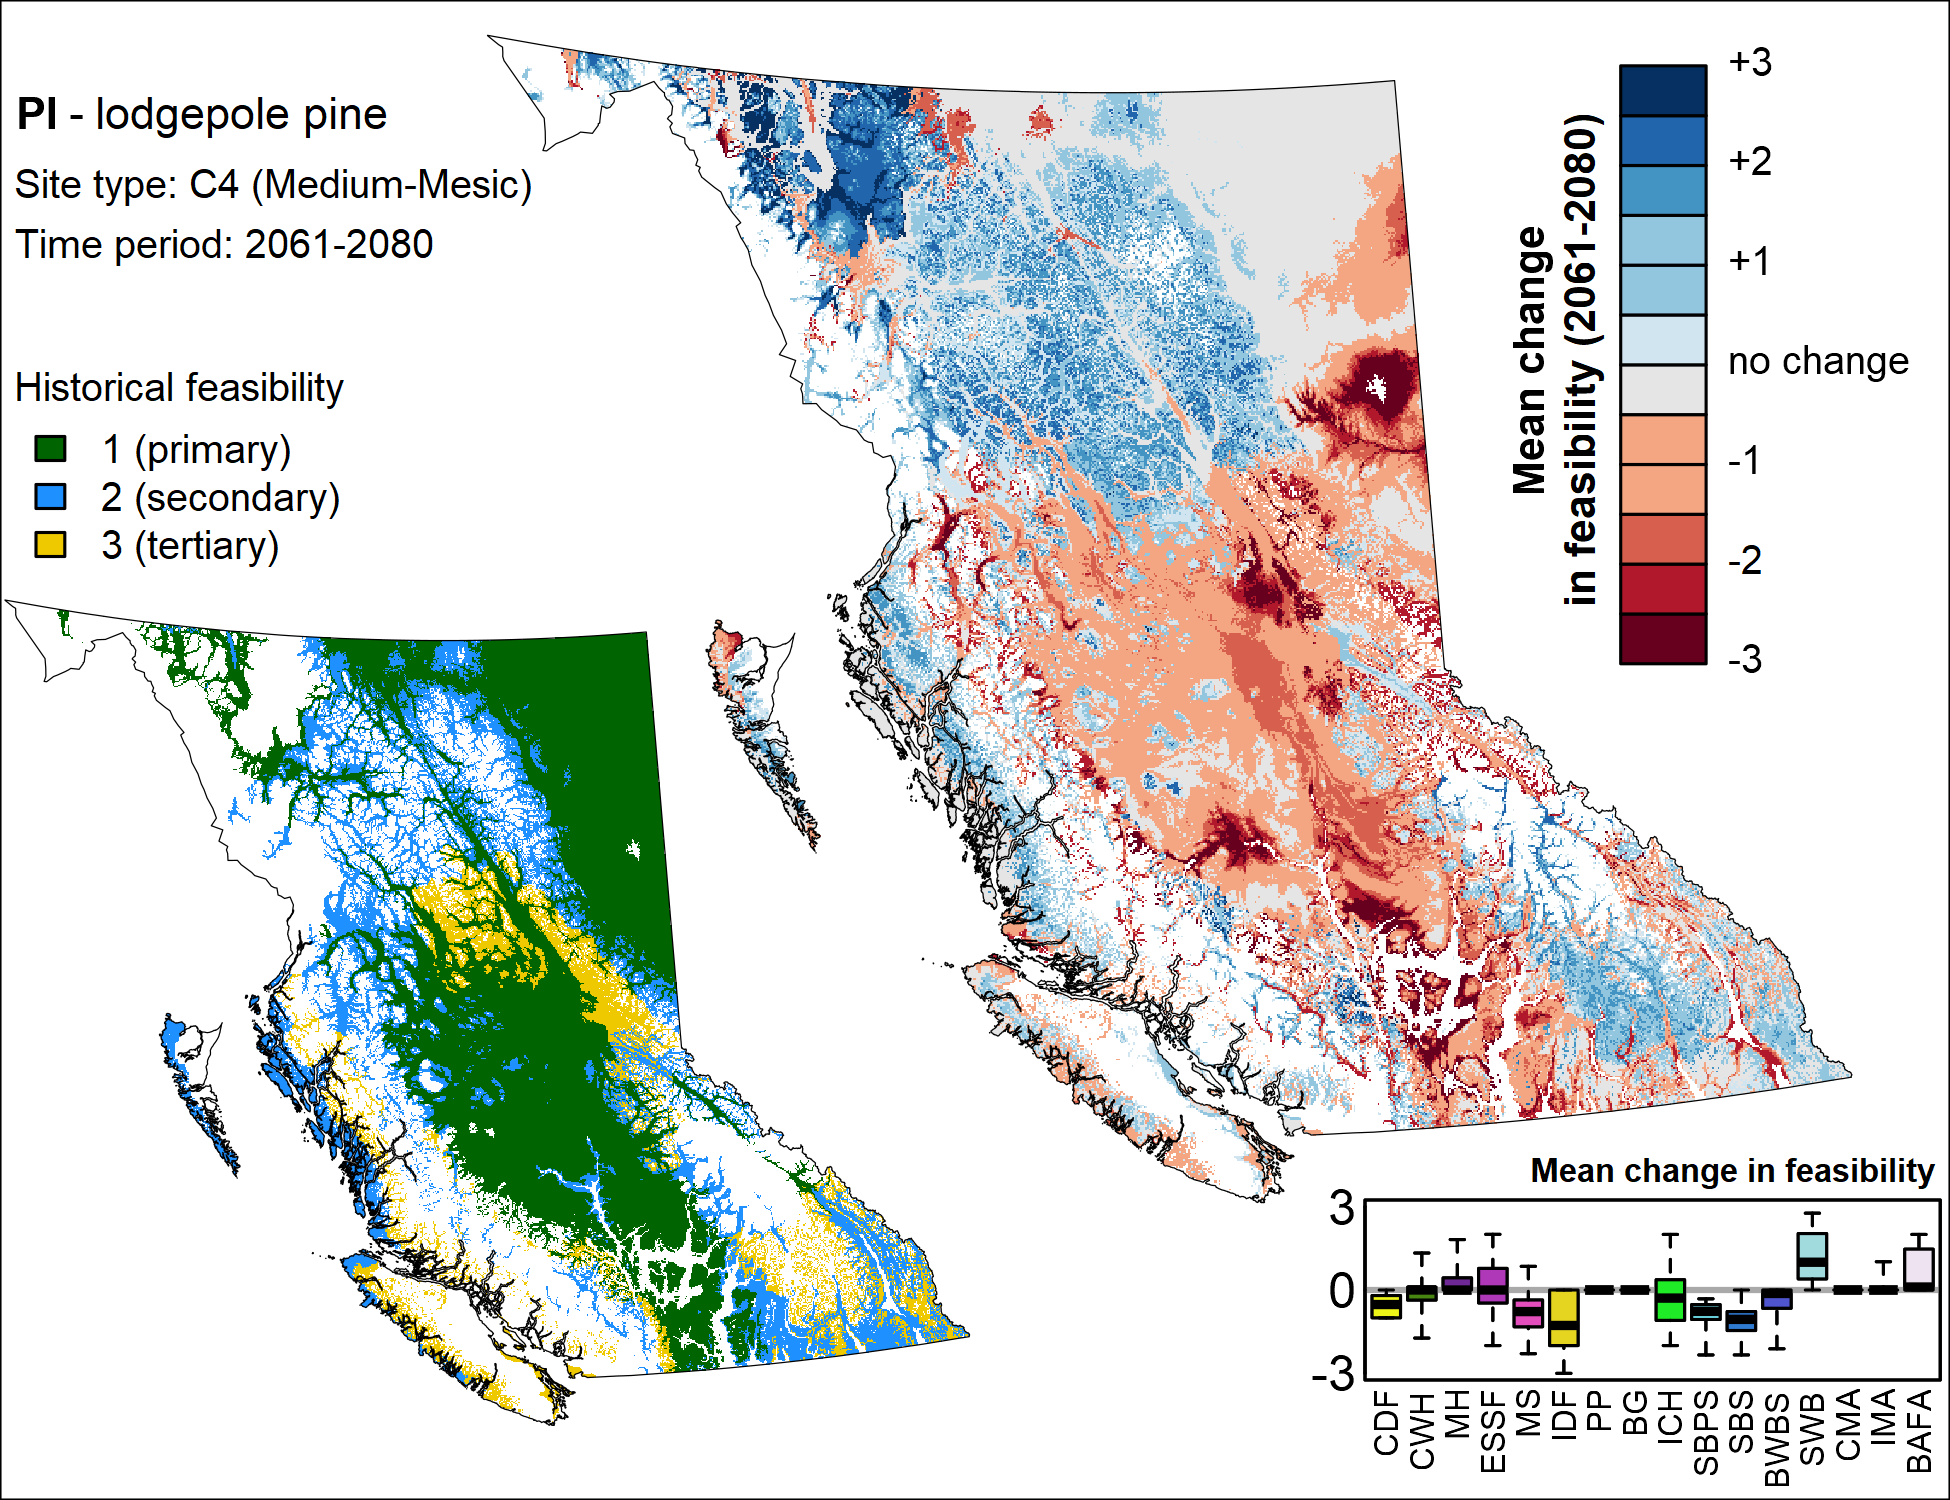 Pl - lodgepole pine
Site type: C4 (Medium-Mesic)
Time period: 2061-2080
Historical feasibility
1 (primary)
2 (secondary)
3 (tertiary)
Mean change
in feasibility (2061-2080)
+3
+2
+1
no change
-1
-2
-3
Mean change in feasibility
3
0
-3
CDF
CWH
MH
ESSF
MS
IDF
PP
BG
ICH
SBPS
SBS
BWBS
SWB
CMA
IMA
BAFA